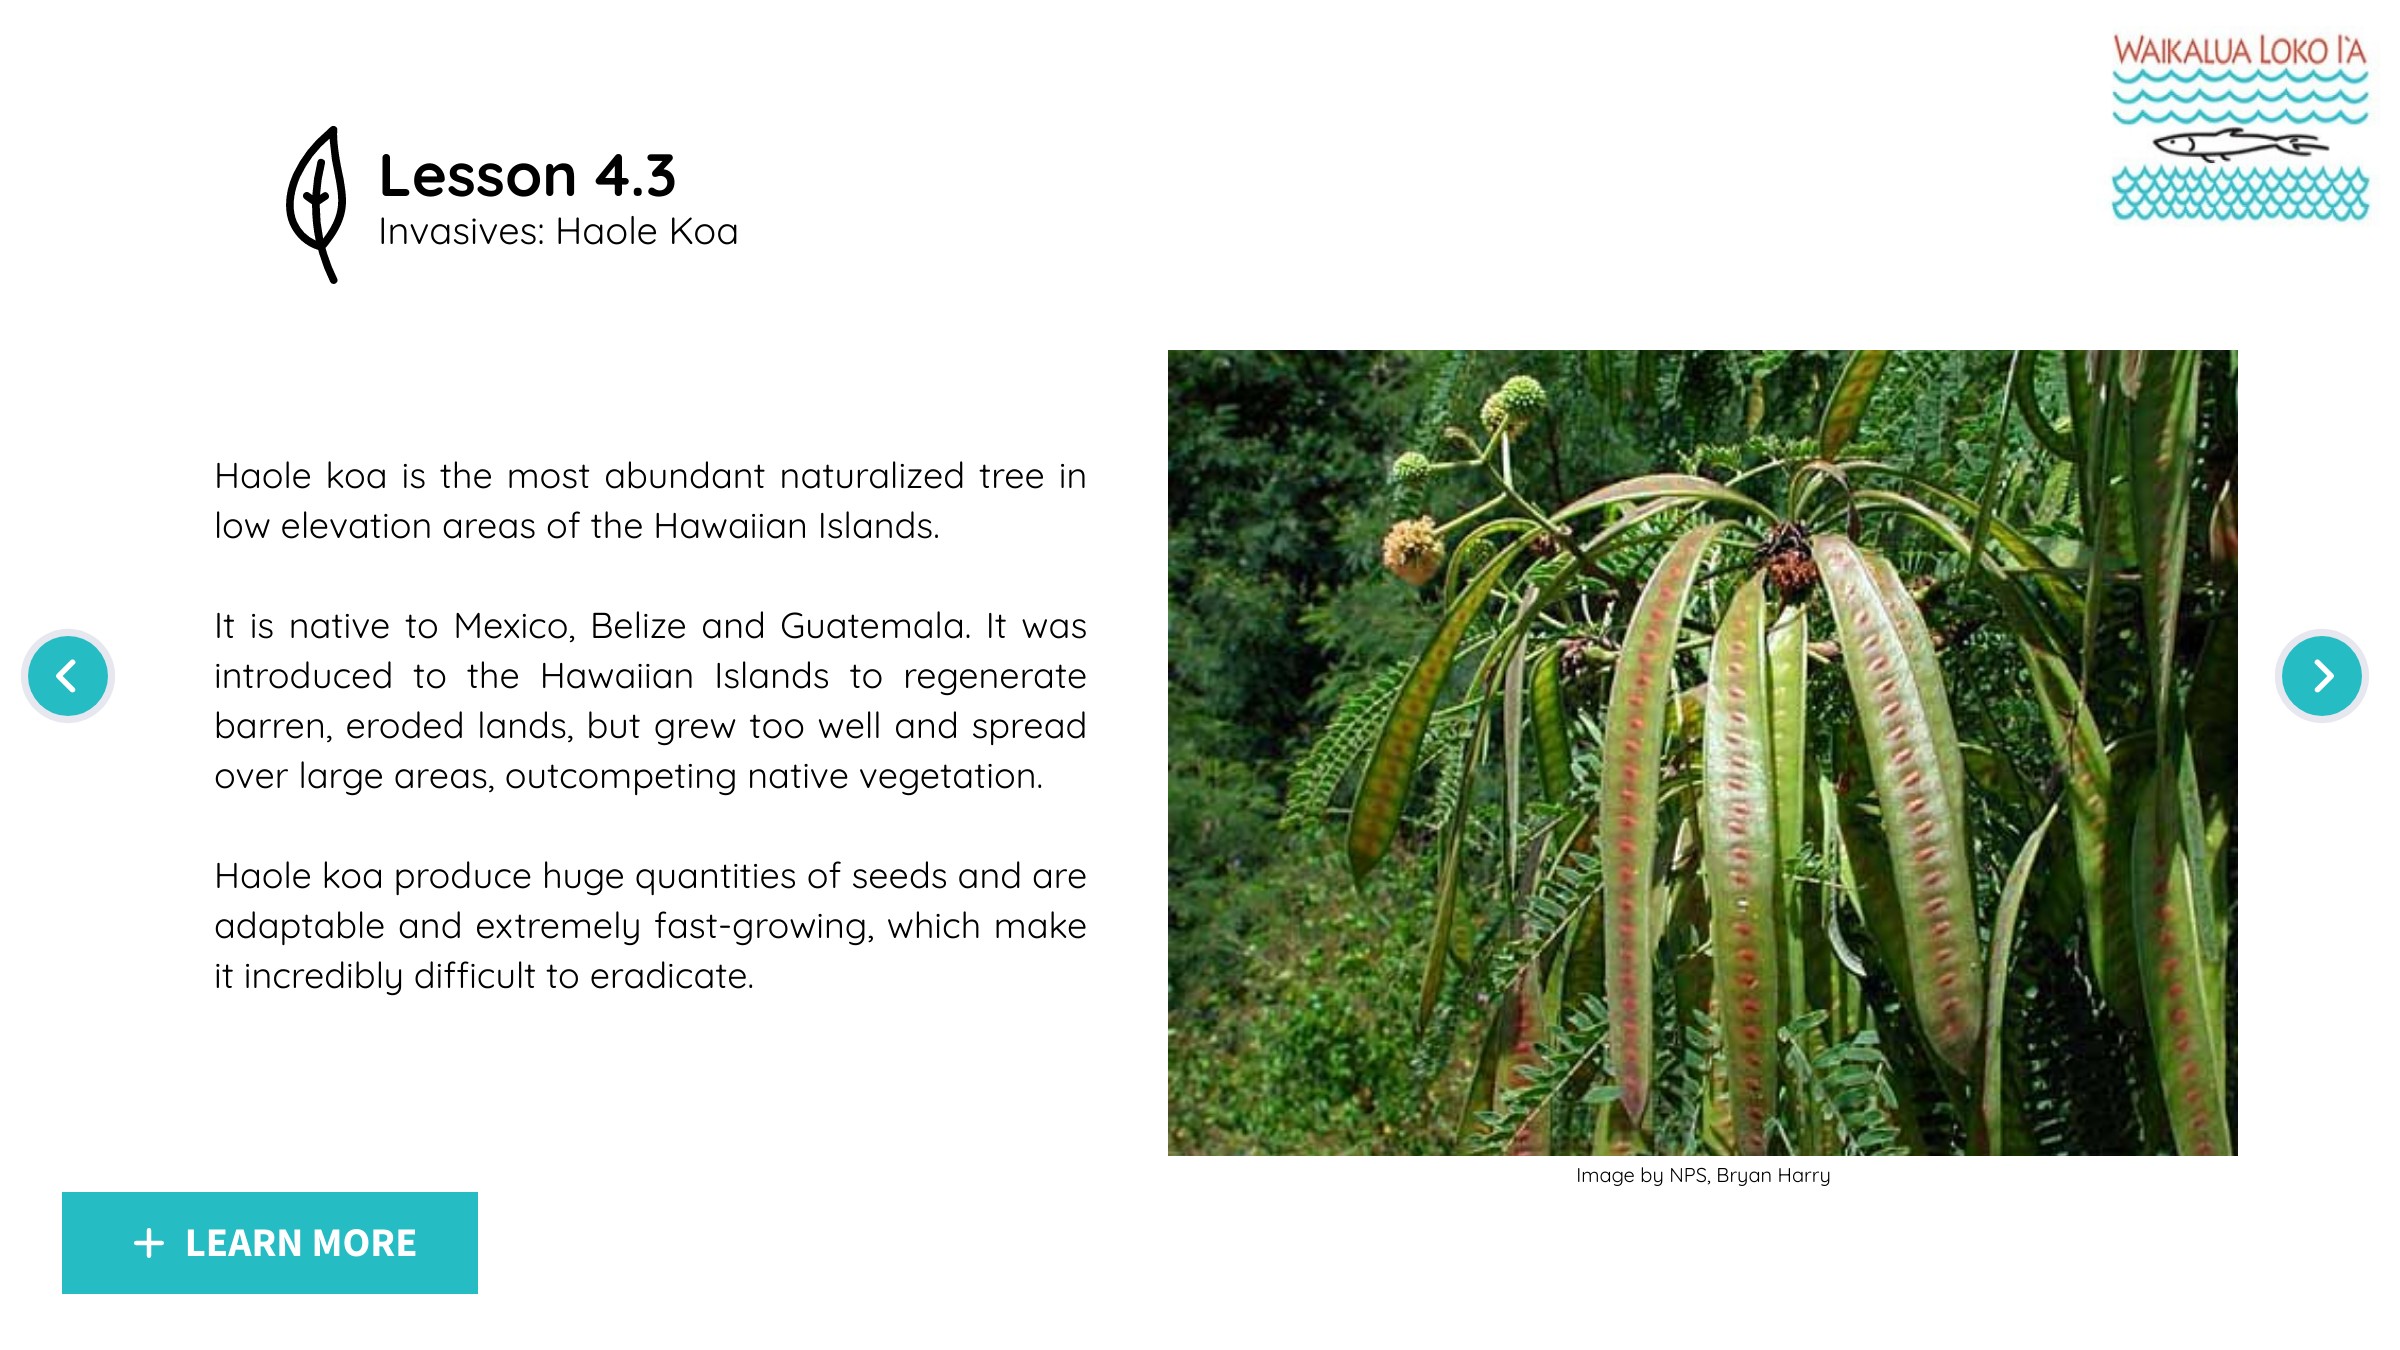 WAIKALUA LOKO I'A
Lesson 4.3
Invasives: Haole Koa
Haole koa is the most abundant naturalized tree in
low elevation areas of the Hawaiian Islands.
It is native to Mexico, Belize and Guatemala. It was
introduced to the Hawaiian Islands to regenerate
barren, eroded lands, but grew too well and spread
over large areas, outcompeting native vegetation.
Haole koa produce huge quantities of seeds and are
adaptable and extremely fast-growing, which make
it incredibly difficult to eradicate.
Image by NPS, Bryan Harry
+ LEARN MORE